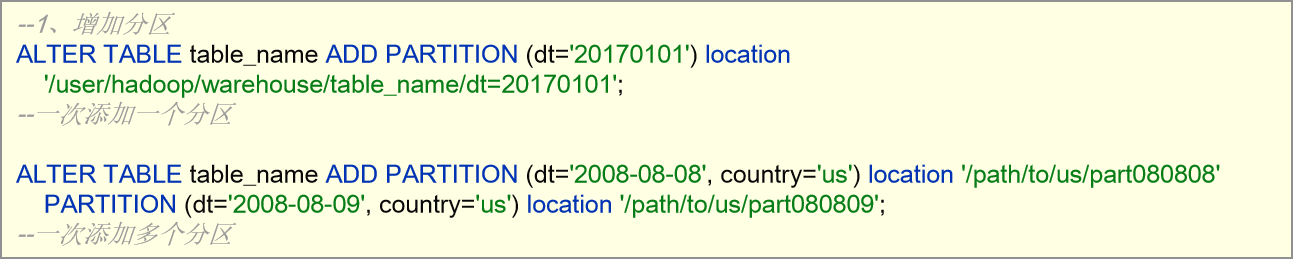 --1、增加分区
ALTER TABLE table_name ADD PARTITION (dt='20170101') location
'/user/hadoop/warehouse/table_name/dt=20170101';
--一次添加一个分区
ALTER TABLE table_name ADD PARTITION (dt='2008-08-08', country='us') location '/path/to/us/part080808'
PARTITION (dt='2008-08-09', country='us') location '/path/to/us/part080809';
--一次添加多个分区